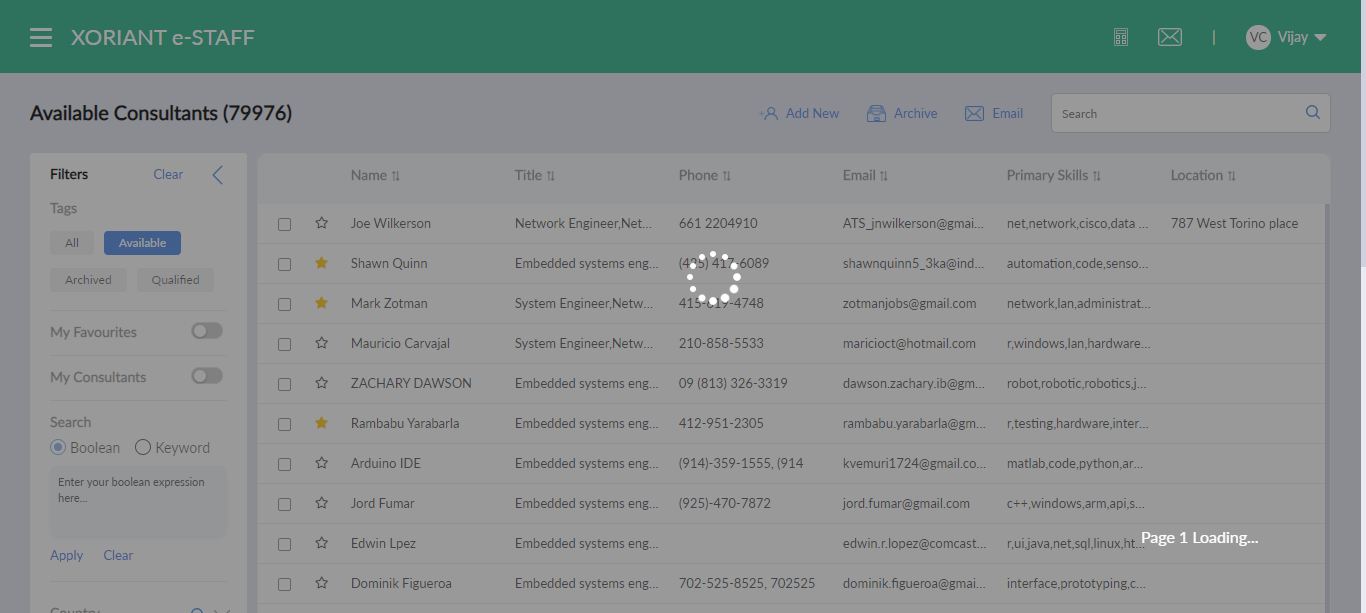 XORIANT e-STAFF
VC Vijay
Available Consultants (79976)
Add New Archive Email Search
Filters Clear
Tags
All Available
Archived Qualified
My Favourites
My Consultants
Search
Boolean Keyword
Enter your boolean expression
here...
Apply Clear
Country
Name Title Phone Email Primary Skills Location
Joe Wilkerson Network Engineer,Net... 661 2204910 ATS_jnwilkerson@gmai... net,network,cisco,data ... 787 West Torino place
Shawn Quinn Embedded systems eng... (425) 417-6089 shawnquinn5_3ka@ind... automation,code,senso...
Mark Zotman System Engineer,Netw... 415-819-4748 zotmanjobs@gmail.com network,lan,administrat...
Mauricio Carvajal System Engineer,Netw... 210-858-5533 maricioct@hotmail.com r,windows,lan,hardware...
ZACHARY DAWSON Embedded systems eng... 09 (813) 326-3319 dawson.zachary.ib@gm... robot,robotic,robotics,j...
Rambabu Yarabarla Embedded systems eng... 412-951-2305 rambabu.yarabarla@gm... r,testing,hardware,inter...
Arduino IDE Embedded systems eng... (914)-359-1555, (914 kvemuri1724@gmail.co... matlab,code,python,ar...
Jord Fumar Embedded systems eng... (925)-470-7872 jord.fumar@gmail.com c++,windows,arm,api,s...
Edwin Lpez Embedded systems eng... edwin.r.lopez@comcast... r,ui,java,net,sql,linux,ht...
Page 1 Loading...
Dominik Figueroa Embedded systems eng... 702-525-8525, 702525 dominik.figueroa@gmai... interface,prototyping,c...